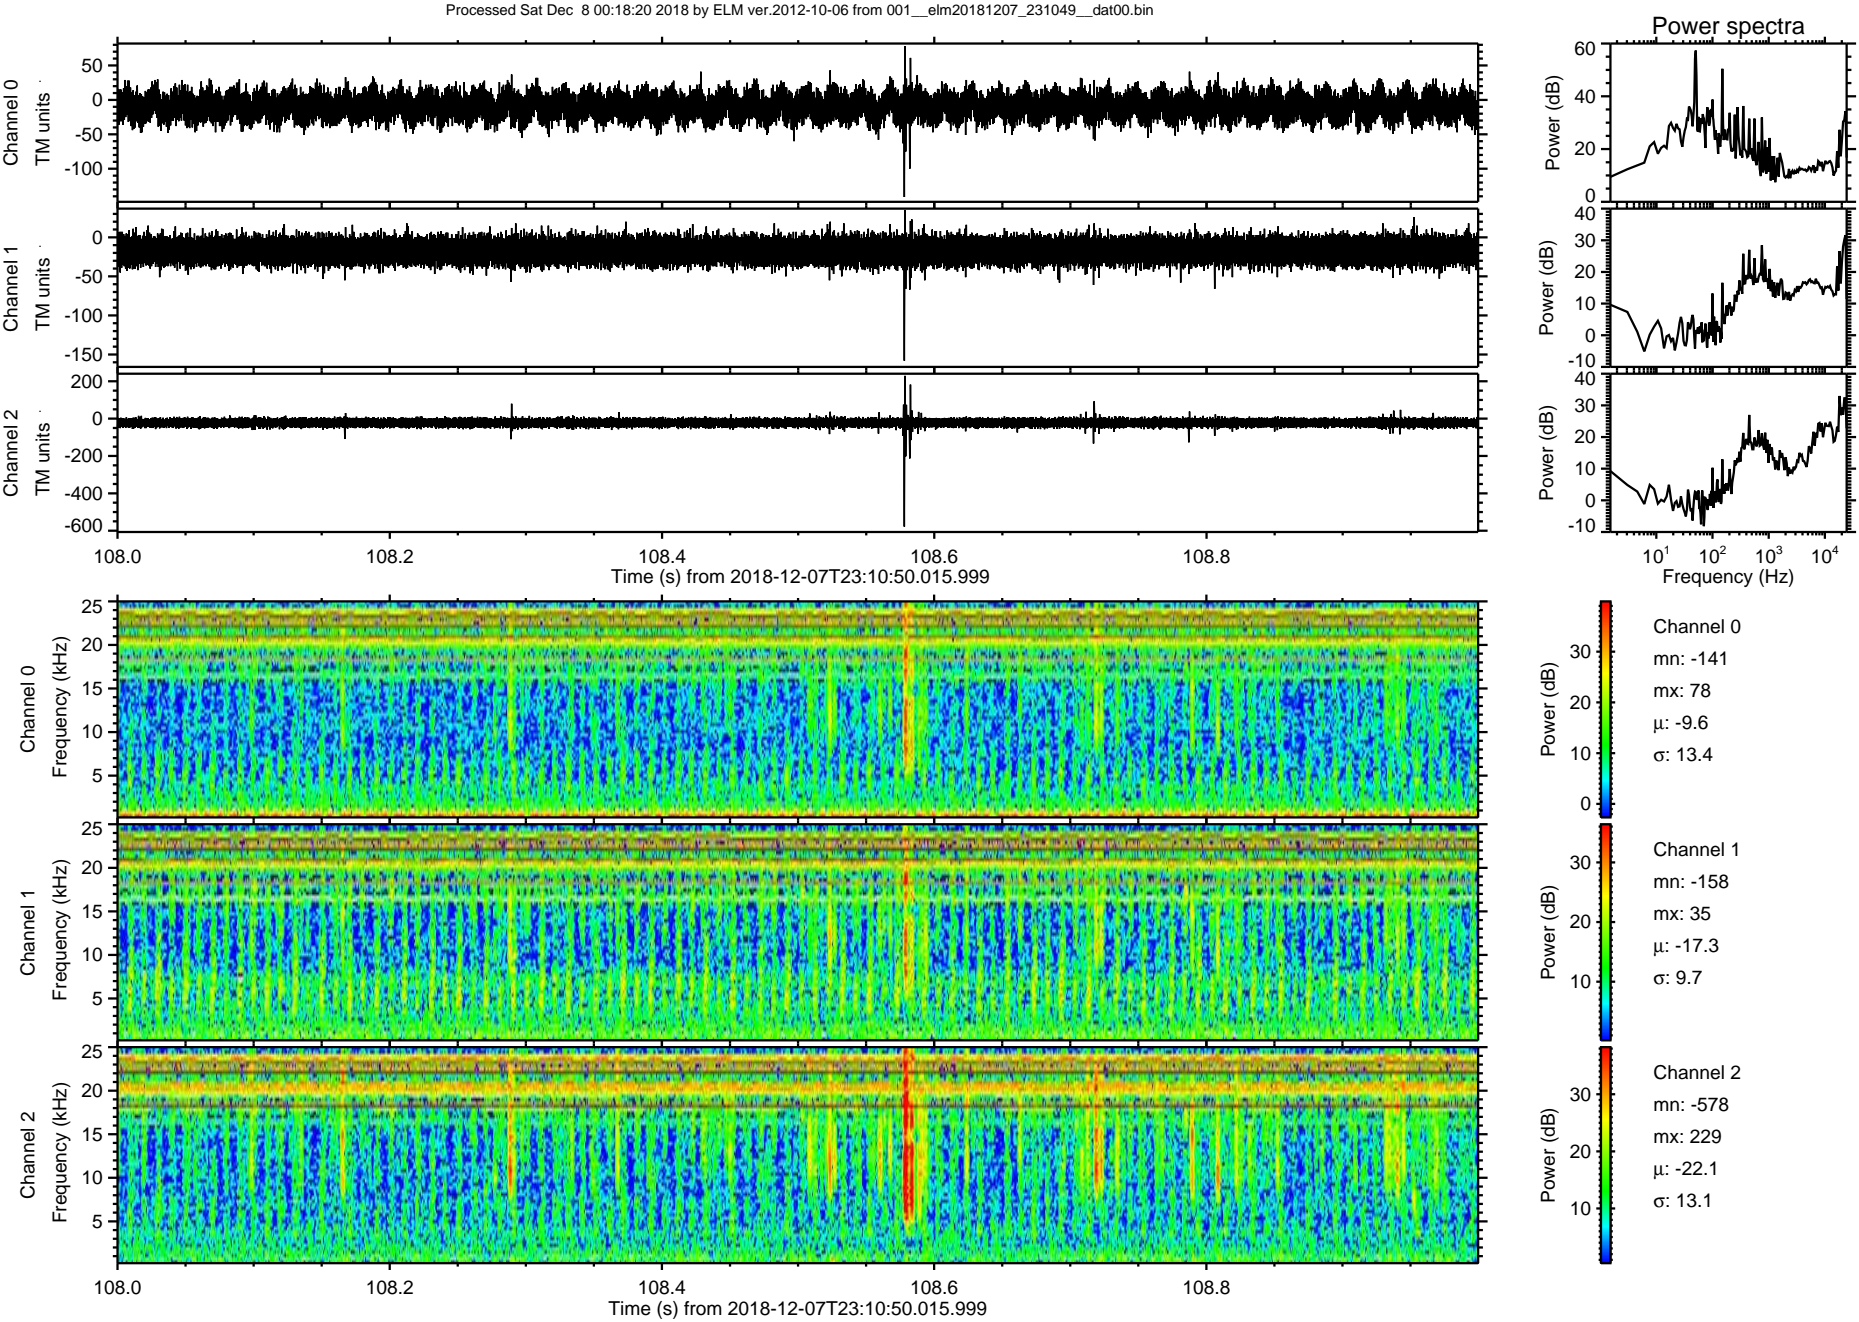 Processed Sat Dec  8 00:18:20 2018 by ELM ver.2012-10-06 from 001__elm20181207_231049__dat00.bin
Power spectra
Channel 0
TM units
50
0
-50
-100
Power (dB)
60
40
20
0
Channel 1
TM units
0
-50
-100
-150
Power (dB)
40
30
20
10
0
-10
Channel 2
TM units
200
0
-200
-400
-600
Power (dB)
40
30
20
10
0
-10
108.0 108.2 108.4 108.6 108.8
Time (s) from 2018-12-07T23:10:50.015.999
10¹ 10² 10³ 10⁴
Frequency (Hz)
Channel 0
Frequency (kHz)
25
20
15
10
5
Power (dB)
30
20
10
0
Channel 0
mn: -141
mx: 78
µ: -9.6
σ: 13.4
Channel 1
Frequency (kHz)
25
20
15
10
5
Power (dB)
30
20
10
Channel 1
mn: -158
mx: 35
µ: -17.3
σ: 9.7
Channel 2
Frequency (kHz)
25
20
15
10
5
Power (dB)
30
20
10
Channel 2
mn: -578
mx: 229
µ: -22.1
σ: 13.1
108.0 108.2 108.4 108.6 108.8
Time (s) from 2018-12-07T23:10:50.015.999